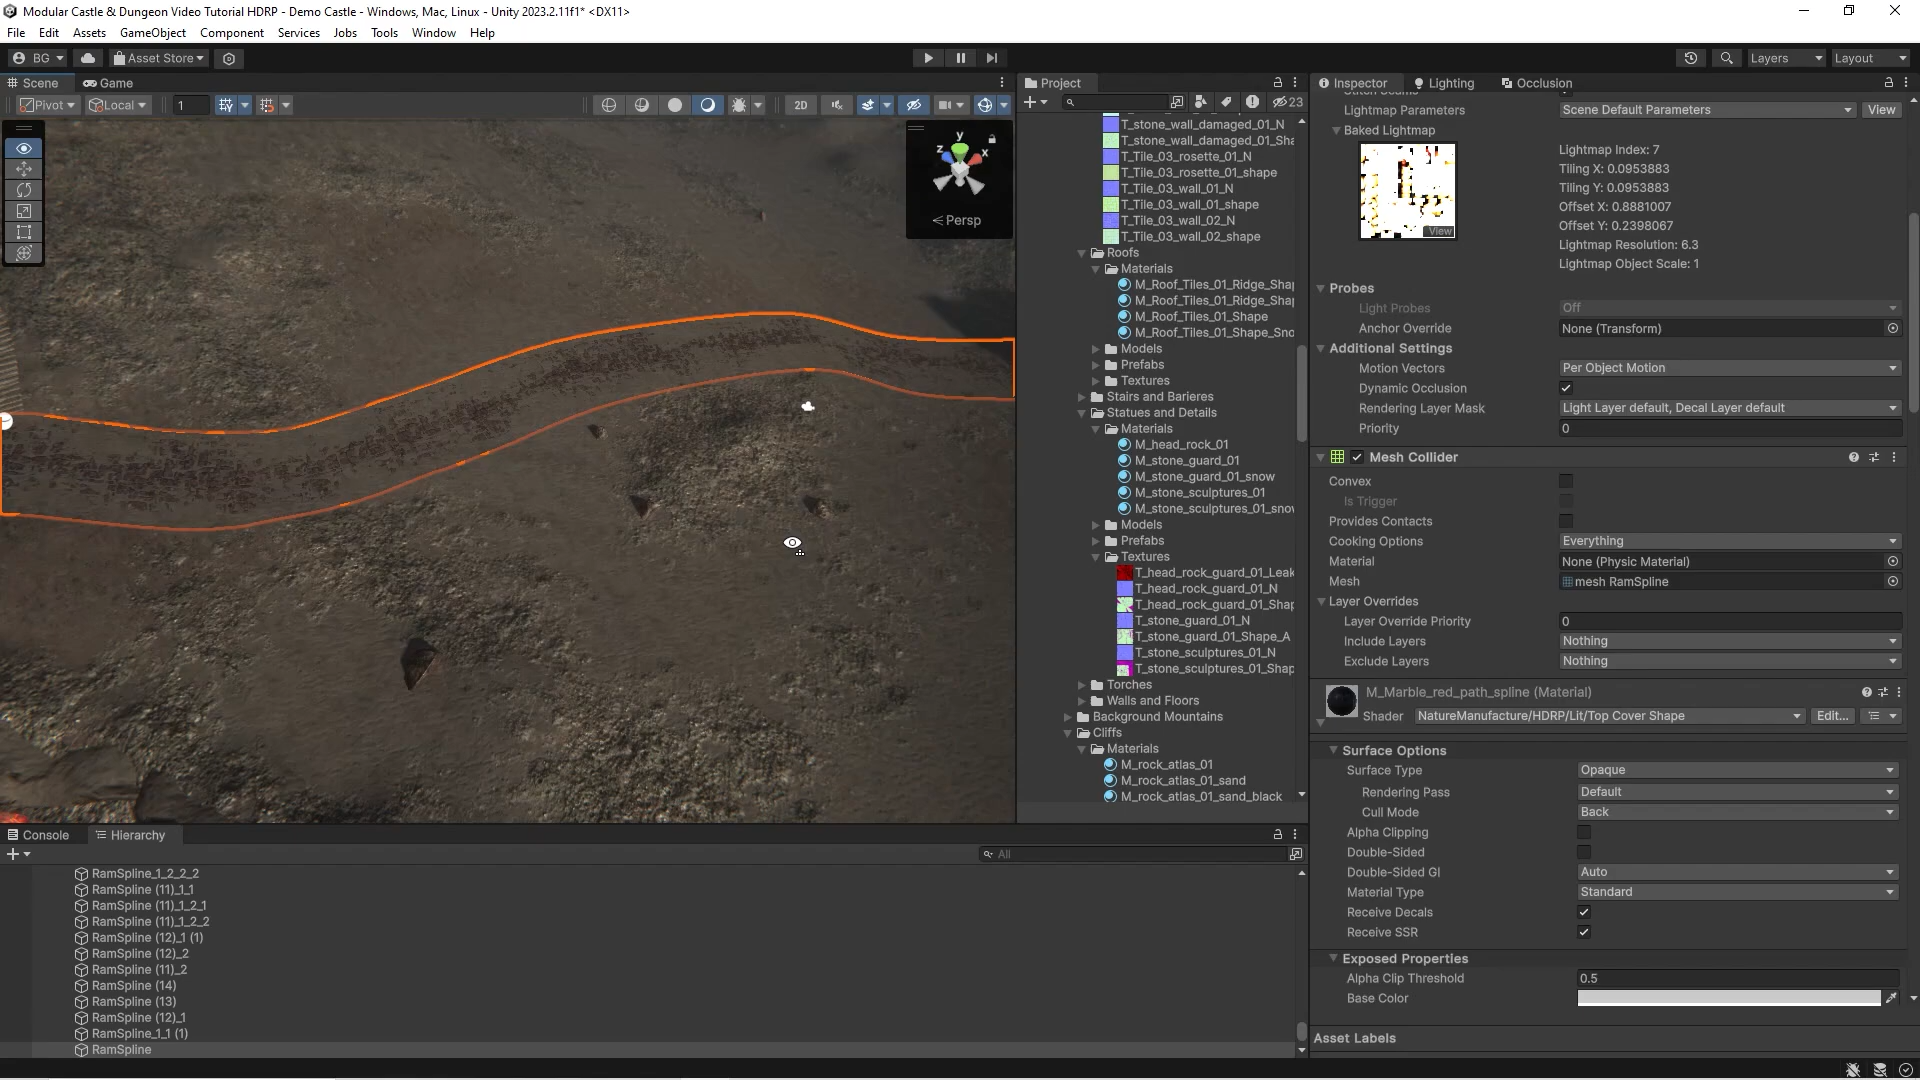 Modular Castle & Dungeon Video Tutorial HDRP - Demo Castle - Windows, Mac, Linux - Unity 2023.2.11f1* <DX11>
File Edit Assets GameObject Component Services Jobs Tools Window Help
BG Asset Store Layers Layout
Scene Game
Pivot Local 1 2D
y
z x
Persp
Project
23
T_stone_wall_damaged_01_N
T_stone_wall_damaged_01_Sha
T_Tile_03_rosette_01_N
T_Tile_03_rosette_01_shape
T_Tile_03_wall_01_N
T_Tile_03_wall_01_shape
T_Tile_03_wall_02_N
T_Tile_03_wall_02_shape
Roofs
Materials
M_Roof_Tiles_01_Ridge_Shap
M_Roof_Tiles_01_Ridge_Shap
M_Roof_Tiles_01_Shape
M_Roof_Tiles_01_Shape_Sno
Models
Prefabs
Textures
Stairs and Barieres
Statues and Details
Materials
M_head_rock_01
M_stone_guard_01
M_stone_guard_01_snow
M_stone_sculptures_01
M_stone_sculptures_01_snov
Models
Prefabs
Textures
T_head_rock_guard_01_Leak
T_head_rock_guard_01_N
T_head_rock_guard_01_Shap
T_stone_guard_01_N
T_stone_guard_01_Shape_A
T_stone_sculptures_01_N
T_stone_sculptures_01_Shap
Torches
Walls and Floors
Background Mountains
Cliffs
Materials
M_rock_atlas_01
M_rock_atlas_01_sand
M_rock_atlas_01_sand_black
Console Hierarchy
All
RamSpline_1_2_2_2
RamSpline (11)_1_1
RamSpline (11)_1_2_1
RamSpline (11)_1_2_2
RamSpline (12)_1 (1)
RamSpline (12)_2
RamSpline (11)_2
RamSpline (14)
RamSpline (13)
RamSpline (12)_1
RamSpline_1_1 (1)
RamSpline
Inspector Lighting Occlusion
Lightmap Parameters Scene Default Parameters View
Baked Lightmap
View
Lightmap Index: 7
Tiling X: 0.0953883
Tiling Y: 0.0953883
Offset X: 0.8881007
Offset Y: 0.2398067
Lightmap Resolution: 6.3
Lightmap Object Scale: 1
Probes
Light Probes Off
Anchor Override None (Transform)
Additional Settings
Motion Vectors Per Object Motion
Dynamic Occlusion
Rendering Layer Mask Light Layer default, Decal Layer default
Priority 0
Mesh Collider
Convex
Is Trigger
Provides Contacts
Cooking Options Everything
Material None (Physic Material)
Mesh mesh RamSpline
Layer Overrides
Layer Override Priority 0
Include Layers Nothing
Exclude Layers Nothing
M_Marble_red_path_spline (Material)
Shader NatureManufacture/HDRP/Lit/Top Cover Shape Edit...
Surface Options
Surface Type Opaque
Rendering Pass Default
Cull Mode Back
Alpha Clipping
Double-Sided
Double-Sided GI Auto
Material Type Standard
Receive Decals
Receive SSR
Exposed Properties
Alpha Clip Threshold 0.5
Base Color
Asset Labels